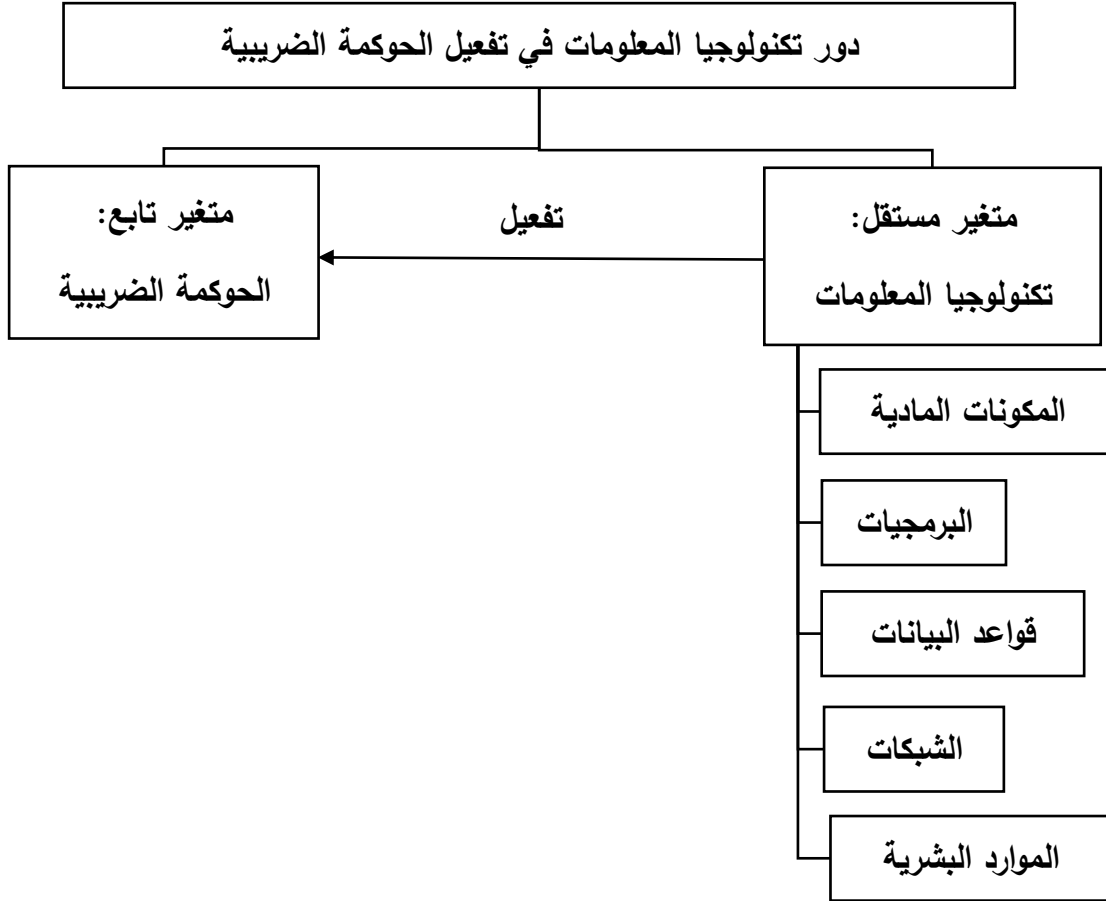 دور تكنولوجيا المعلومات في تفعيل الحوكمة الضريبية
متغير مستقل:
تكنولوجيا المعلومات
تفعيل
متغير تابع:
الحوكمة الضريبية
المكونات المادية
البرمجيات
قواعد البيانات
الشبكات
الموارد البشرية